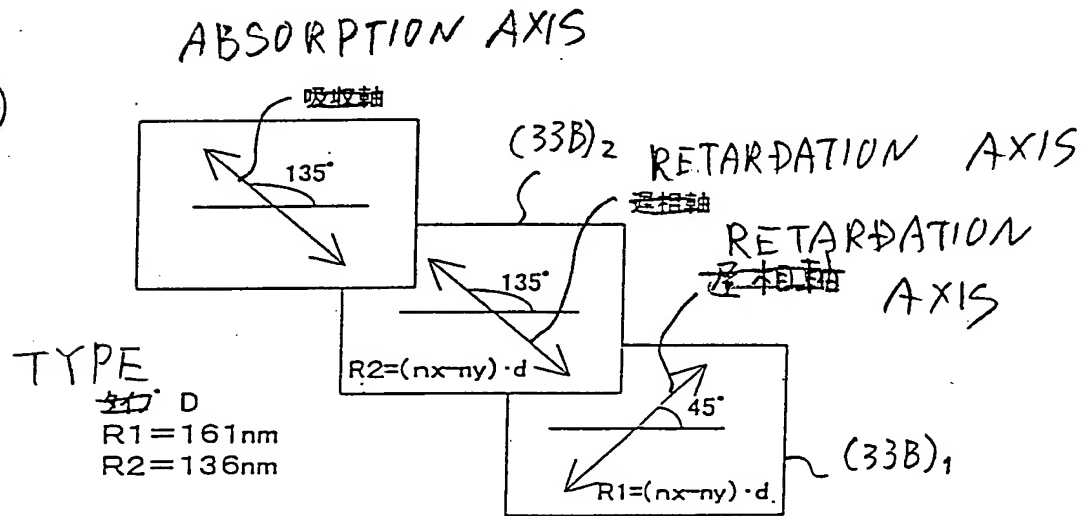 ABSORPTION AXIS
)
吸収軸
135°
(33B)2
RETARDATION AXIS
遅相軸
RETARDATION
遅相軸
AXIS
135°
R2=(nx-ny)·d
TYPE
タイプ D
R1=161nm
R2=136nm
45°
R1=(nx-ny)·d.
(33B)1